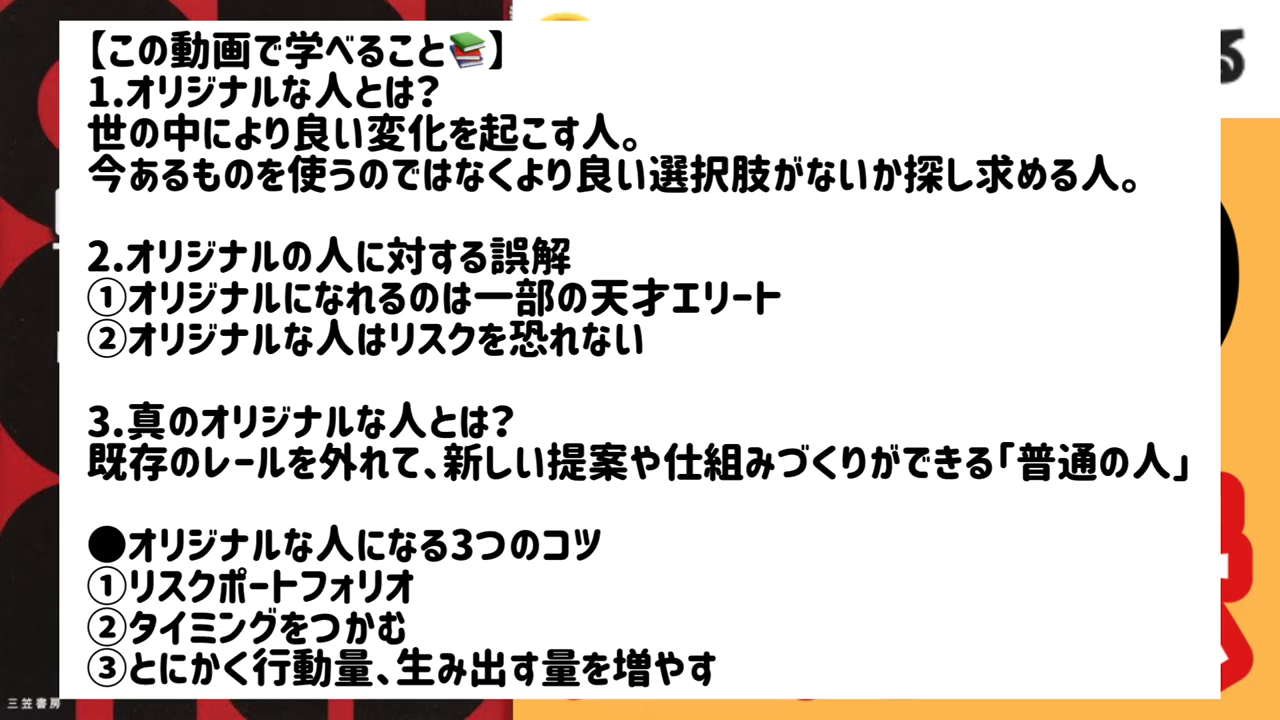 【この動画で学べること📚】
1.オリジナルな人とは?
世の中により良い変化を起こす人。
今あるものを使うのではなくより良い選択肢がないか探し求める人。
2.オリジナルの人に対する誤解
①オリジナルになれるのは一部の天才エリート
②オリジナルな人はリスクを恐れない
3.真のオリジナルな人とは?
既存のレールを外れて、新しい提案や仕組みづくりができる「普通の人」
●オリジナルな人になる3つのコツ
①リスクポートフォリオ
②タイミングをつかむ
③とにかく行動量、生み出す量を増やす
三笠書房